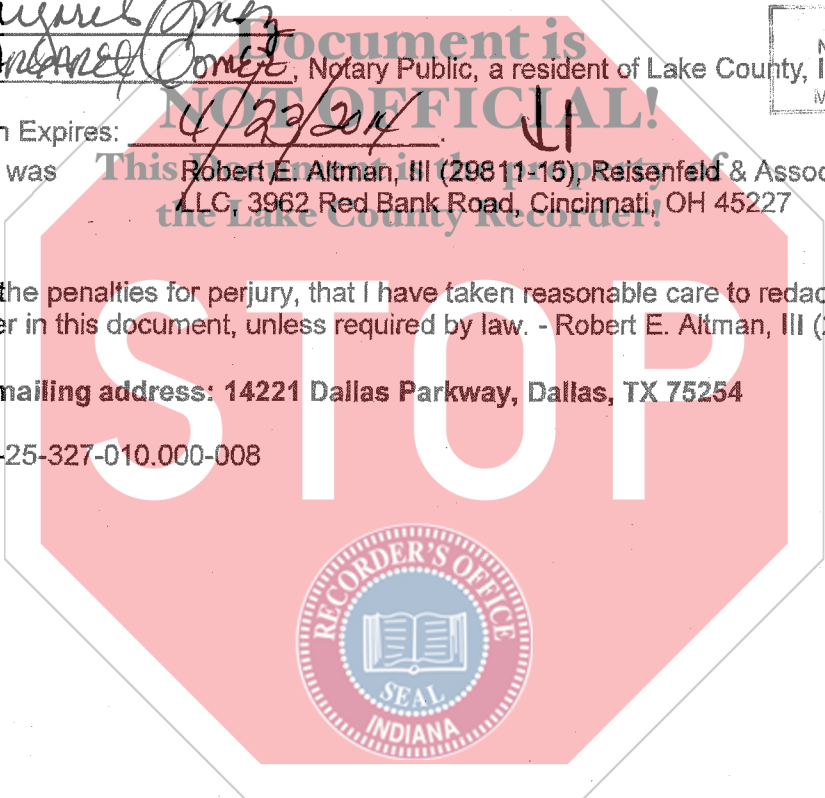 Document is
, Notary Public, a resident of Lake County, I
NOT OFFICIAL!
n Expires: 4/23/2014.
This Document is the property of
was Robert E. Altman, III (29811-15), Reisenfeld & Assoc
LLC, 3962 Red Bank Road, Cincinnati, OH 45227
the Lake County Recorder!
the penalties for perjury, that I have taken reasonable care to redac
er in this document, unless required by law. - Robert E. Altman, III (
mailing address: 14221 Dallas Parkway, Dallas, TX 75254
-25-327-010.000-008
STOP
RECORDER'S OFFICE
SEAL
INDIANA